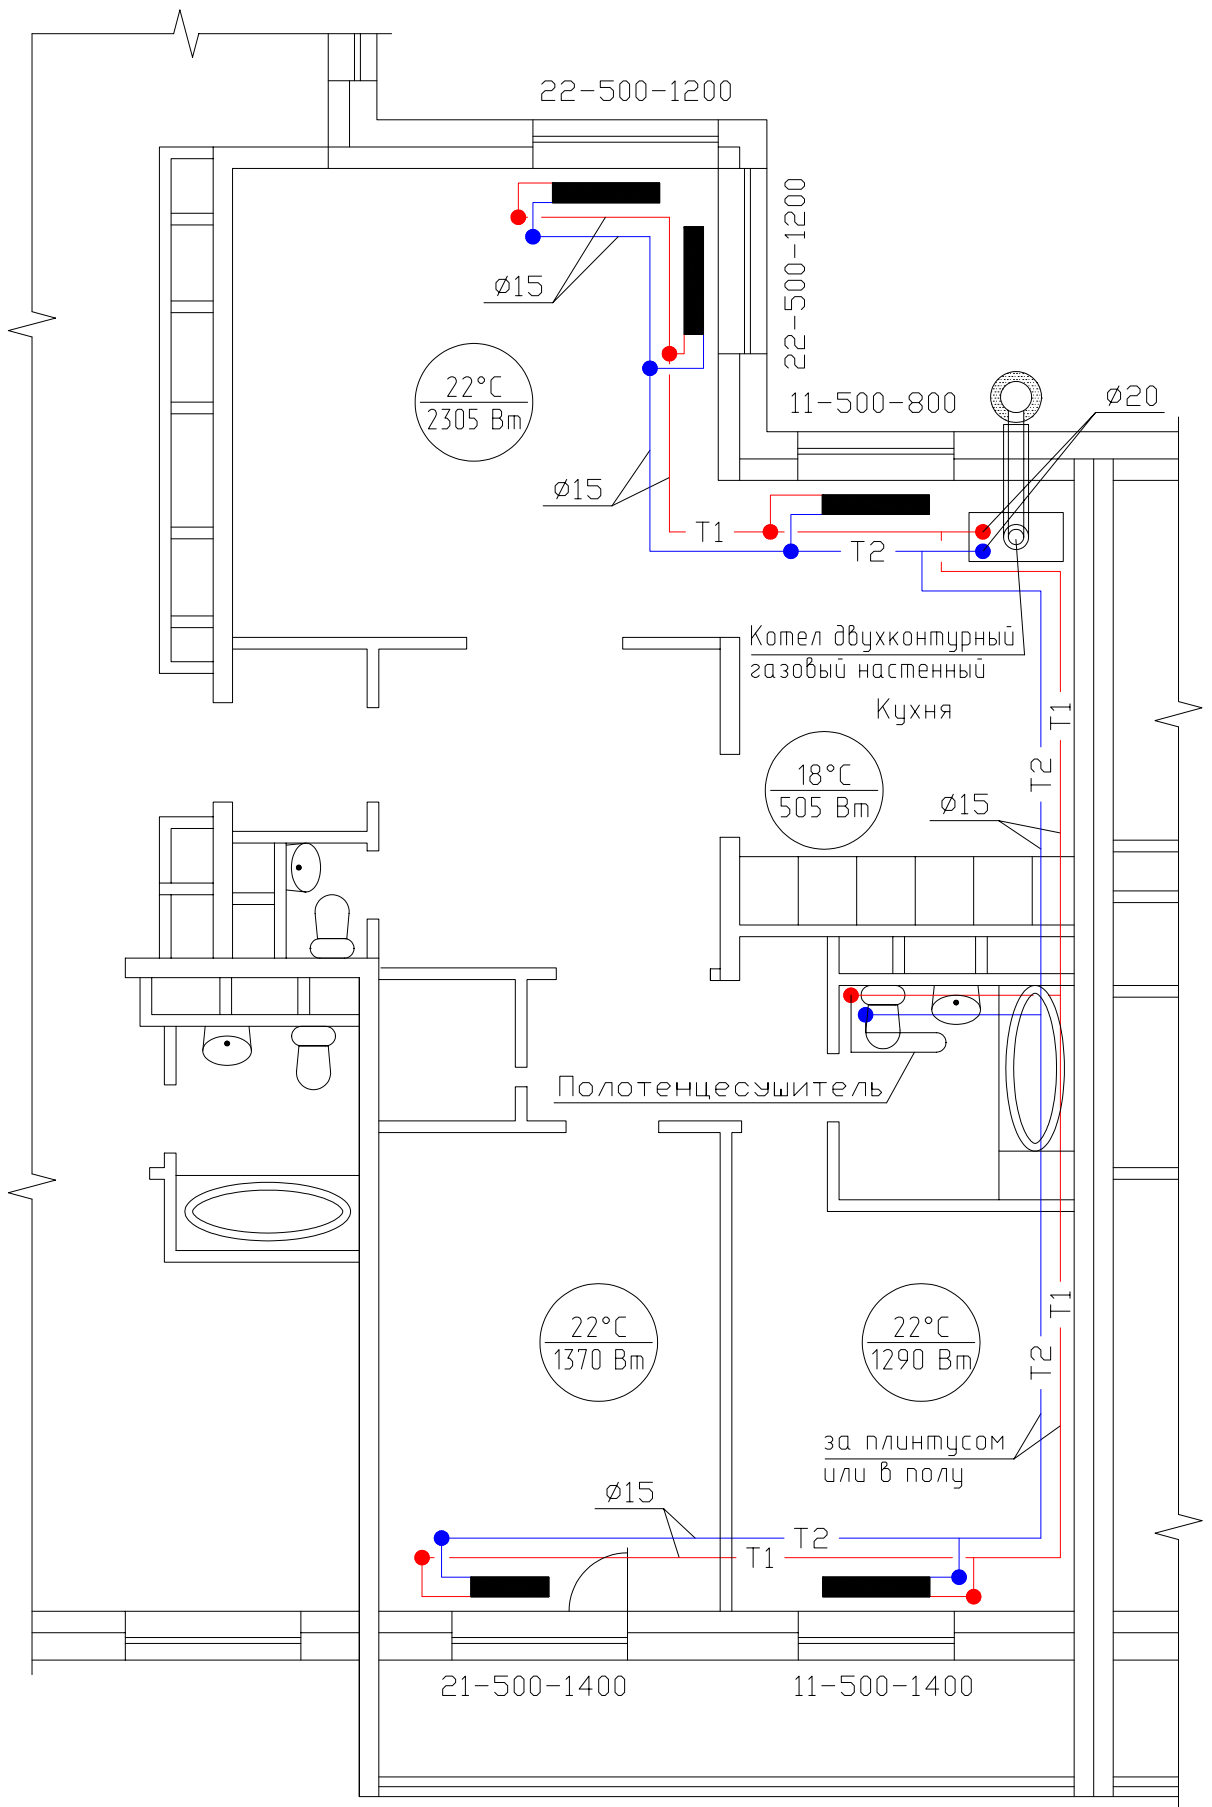 22-500-1200
22-500-1200
ø15
22°C
2305 Вт
11-500-800
ø20
ø15
T1
T2
Котел двухконтурный
газовый настенный
Кухня
T1
T2
18°C
505 Вт
ø15
Полотенцесушитель
22°C
1370 Вт
22°C
1290 Вт
T1
T2
за плинтусом
или в полу
ø15
T2
T1
21-500-1400
11-500-1400